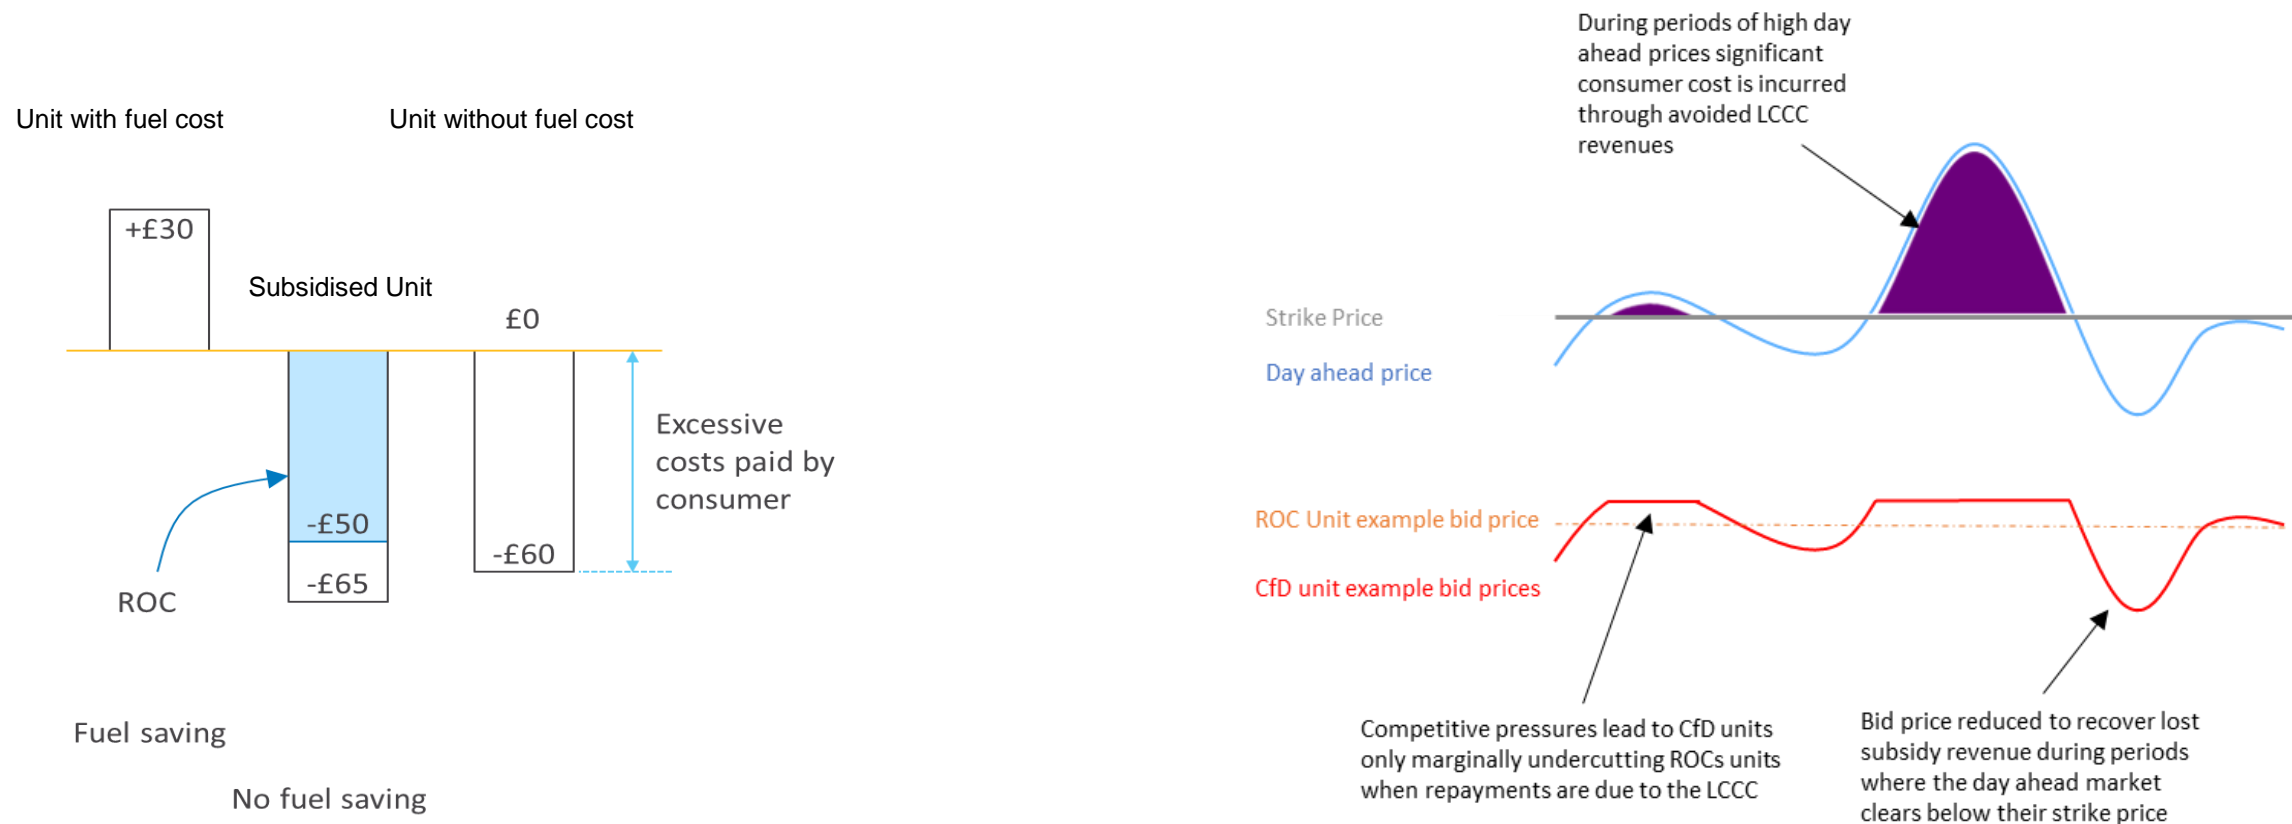 Unit with fuel cost
Unit without fuel cost
+£30
Subsidised Unit
£0
-£50
-£65
-£60
ROC
Excessive
costs paid by
consumer
Fuel saving
No fuel saving
During periods of high day
ahead prices significant
consumer cost is incurred
through avoided LCCC
revenues
Strike Price
Day ahead price
ROC Unit example bid price
CfD unit example bid prices
Competitive pressures lead to CfD units
only marginally undercutting ROCs units
when repayments are due to the LCCC
Bid price reduced to recover lost
subsidy revenue during periods
where the day ahead market
clears below their strike price